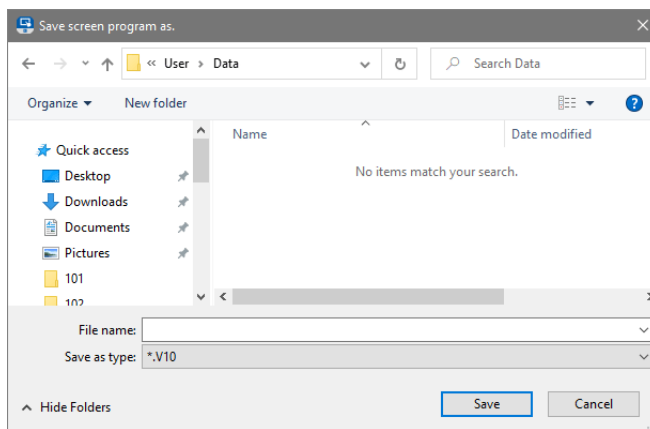 Save screen program as.
« User › Data
Search Data
Organize
New folder
Name
Date modified
Quick access
No items match your search.
Desktop
Downloads
Documents
Pictures
101
102
File name:
Save as type: *.V10
Hide Folders
Save
Cancel